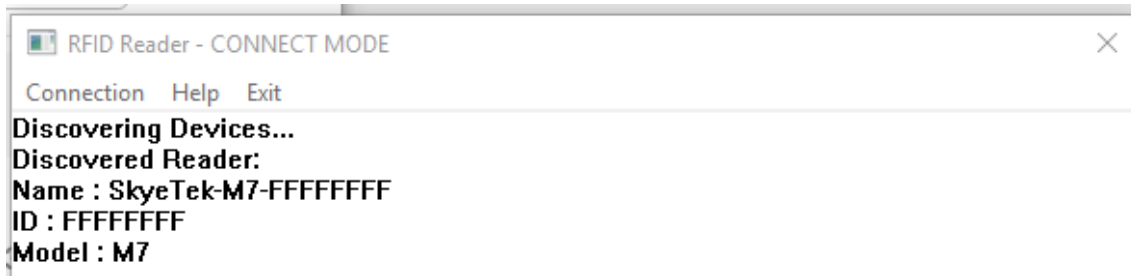 RFID Reader - CONNECT MODE
Connection Help Exit
Discovering Devices...
Discovered Reader:
Name : SkyeTek-M7-FFFFFFFF
ID : FFFFFFFF
Model : M7